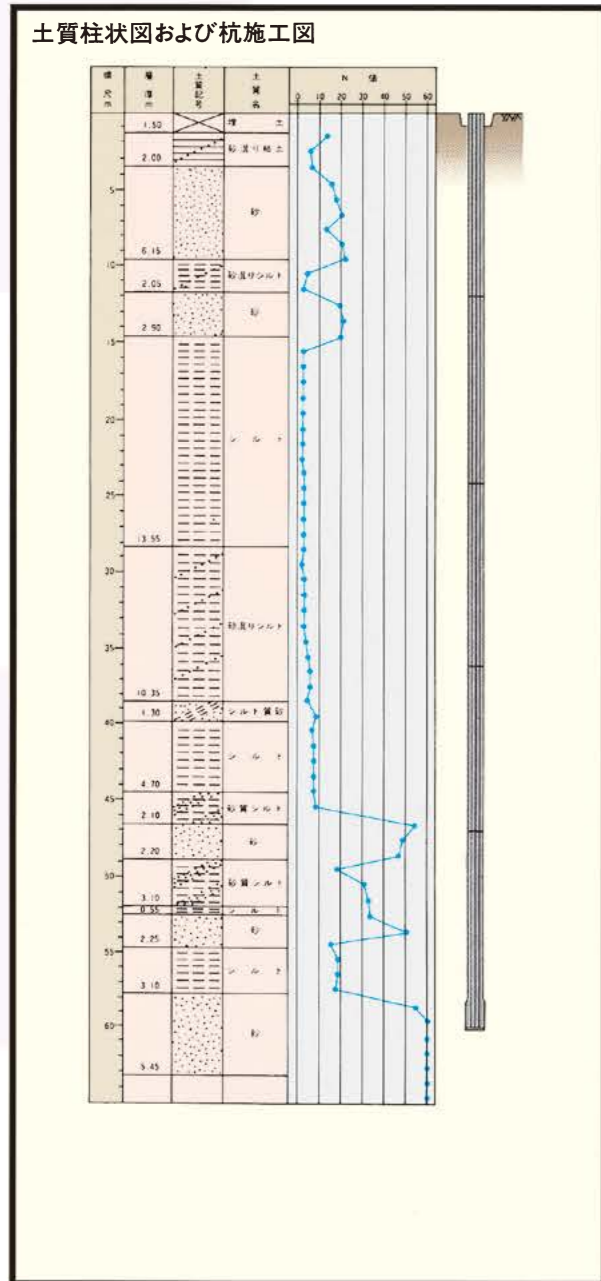 土質柱状図および杭施工図
標尺m 層厚m 土質記号 土質名 N 値
0 10 20 30 40 50 60
1.50 埋土
2.00 砂混り粘土
5
6.15 砂
10
2.05 砂混りシルト
2.90 砂
15
20
シルト
25
13.55
30
砂混りシルト
35
10.35
1.30 シルト質砂
40
4.70 シルト
45
2.10 砂質シルト
2.20 砂
50
3.10 砂質シルト
0.55 シルト
2.25 砂
55
3.10 シルト
60
5.45 砂